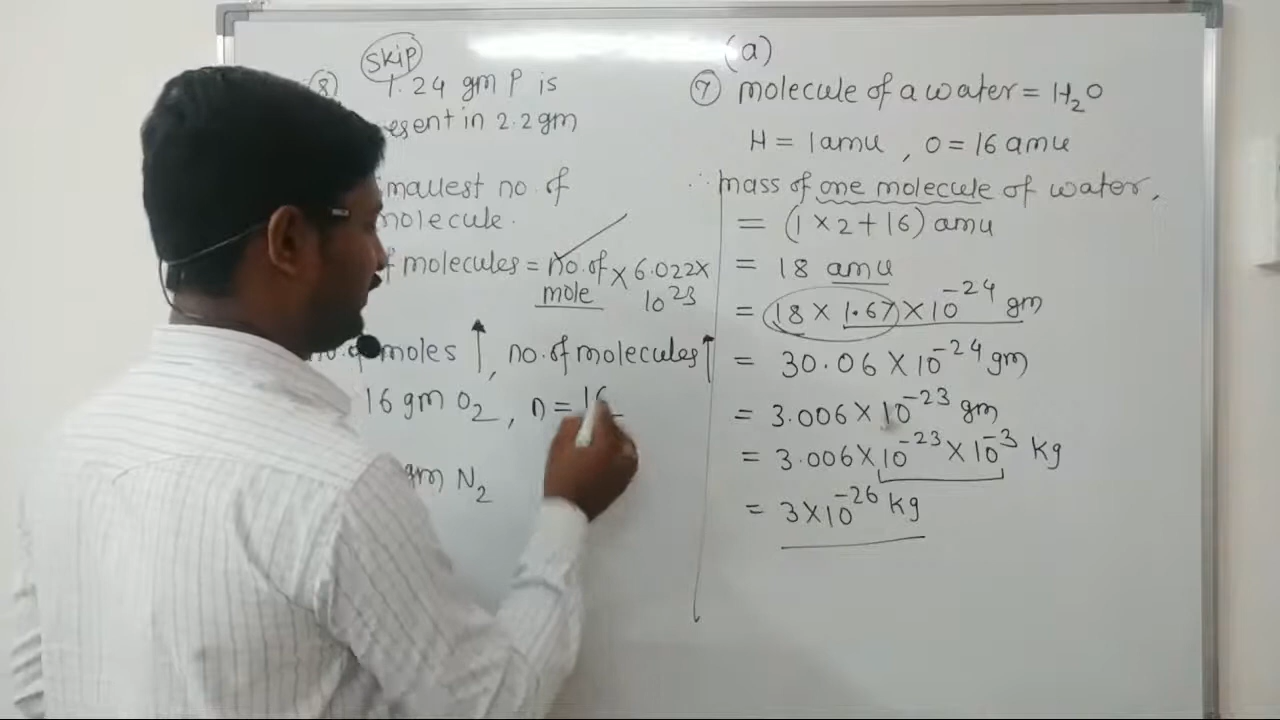 Skip
(8) 1.24 gm P is
esent in 2.2 gm
mallest no. of
molecule.
f molecules = no. of mole × 6.022 × 10^23
moles ↑, no. of molecules ↑
16 gm O2, n = 16
gm N2
(a)
(7) molecule of a water = H2O
H = 1 amu, O = 16 amu
∴ mass of one molecule of water,
= (1 × 2 + 16) amu
= 18 amu
= 18 × 1.67 × 10^-24 gm
= 30.06 × 10^-24 gm
= 3.006 × 10^-23 gm
= 3.006 × 10^-23 × 10^-3 kg
= 3 × 10^-26 kg